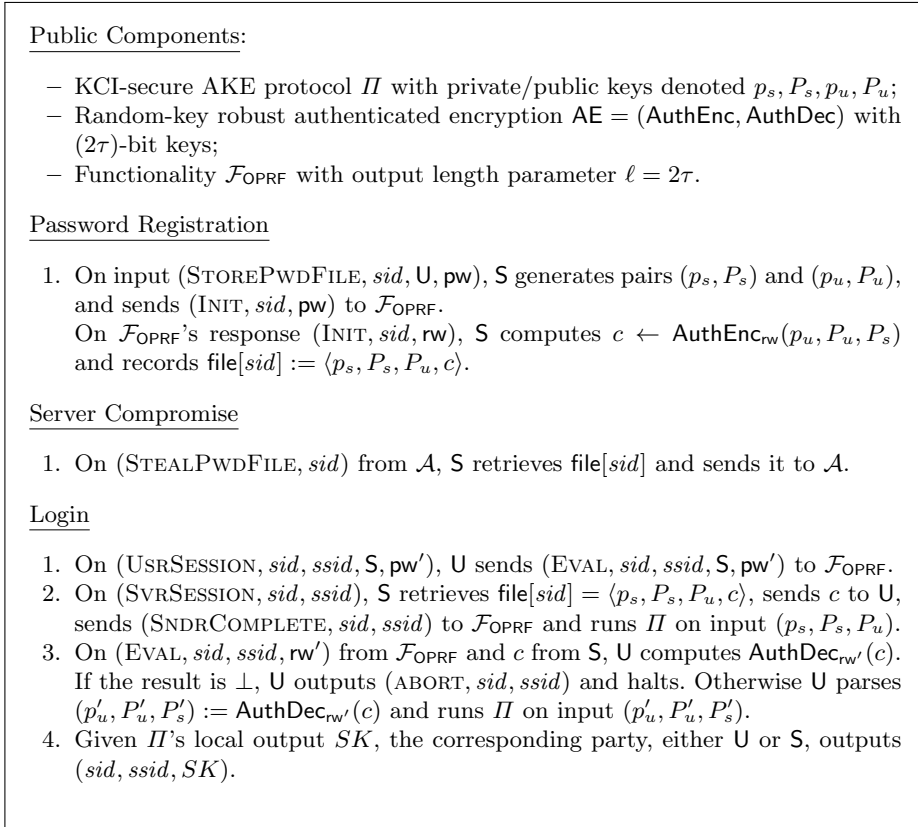 Public Components:
– KCI-secure AKE protocol Π with private/public keys denoted p_s, P_s, p_u, P_u;
– Random-key robust authenticated encryption AE = (AuthEnc, AuthDec) with
(2τ)-bit keys;
– Functionality F_OPRF with output length parameter ℓ = 2τ.
Password Registration
1. On input (STOREPWDFILE, sid, U, pw), S generates pairs (p_s, P_s) and (p_u, P_u),
and sends (INIT, sid, pw) to F_OPRF.
On F_OPRF's response (INIT, sid, rw), S computes c ← AuthEnc_rw(p_u, P_u, P_s)
and records file[sid] := ⟨p_s, P_s, P_u, c⟩.
Server Compromise
1. On (STEALPWDFILE, sid) from A, S retrieves file[sid] and sends it to A.
Login
1. On (USRSESSION, sid, ssid, S, pw′), U sends (EVAL, sid, ssid, S, pw′) to F_OPRF.
2. On (SVRSESSION, sid, ssid), S retrieves file[sid] = ⟨p_s, P_s, P_u, c⟩, sends c to U,
sends (SNDRCOMPLETE, sid, ssid) to F_OPRF and runs Π on input (p_s, P_s, P_u).
3. On (EVAL, sid, ssid, rw′) from F_OPRF and c from S, U computes AuthDec_rw′(c).
If the result is ⊥, U outputs (ABORT, sid, ssid) and halts. Otherwise U parses
(p′_u, P′_u, P′_s) := AuthDec_rw′(c) and runs Π on input (p′_u, P′_u, P′_s).
4. Given Π's local output SK, the corresponding party, either U or S, outputs
(sid, ssid, SK).